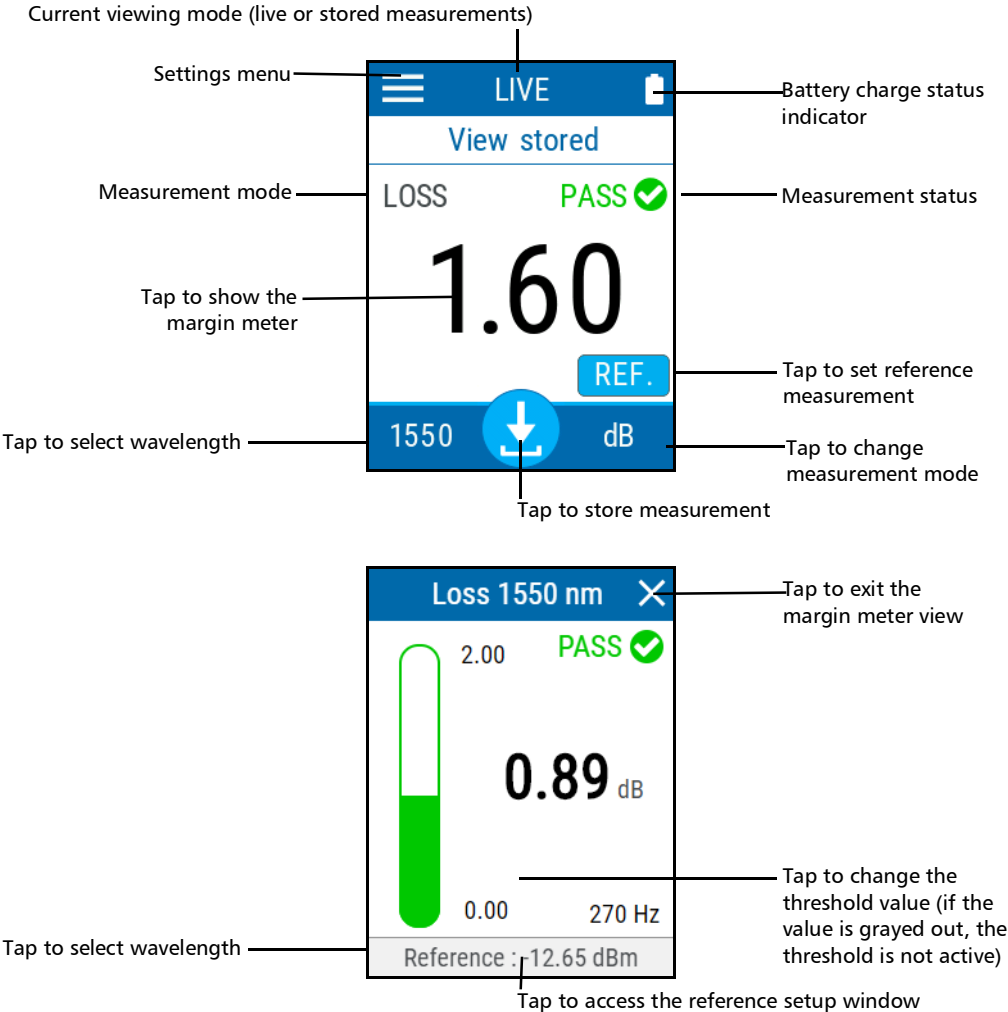 Current viewing mode (live or stored measurements)
Settings menu
LIVE
Battery charge status
indicator
View stored
Measurement mode
LOSS
PASS
Measurement status
1.60
Tap to show the
margin meter
REF.
Tap to set reference
measurement
Tap to select wavelength
1550
dB
Tap to change
measurement mode
Tap to store measurement
Loss 1550 nm
Tap to exit the
margin meter view
2.00
PASS
0.89 dB
Tap to change the
threshold value (if the
value is grayed out, the
threshold is not active)
0.00
270 Hz
Tap to select wavelength
Reference : -12.65 dBm
Tap to access the reference setup window